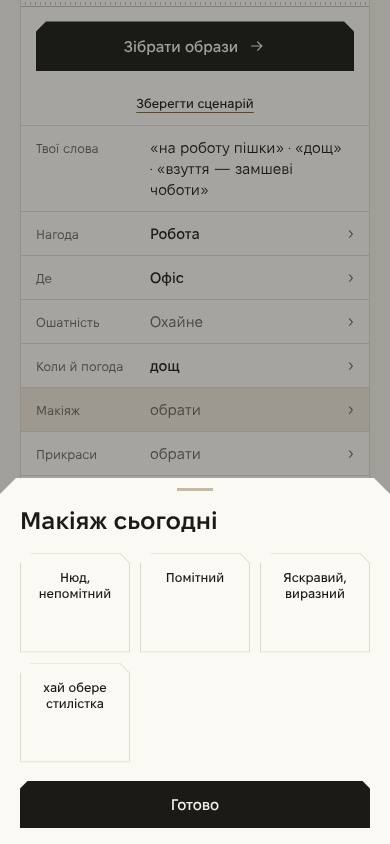 Зібрати образи →
Зберегти сценарій
Твої слова
«на роботу пішки» · «дощ»
· «взуття — замшеві
чоботи»
Нагода Робота
Де Офіс
Ошатність Охайне
Коли й погода дощ
Макіяж обрати
Прикраси обрати
Макіяж сьогодні
Нюд,
непомітний
Помітний
Яскравий,
виразний
хай обере
стилістка
Готово